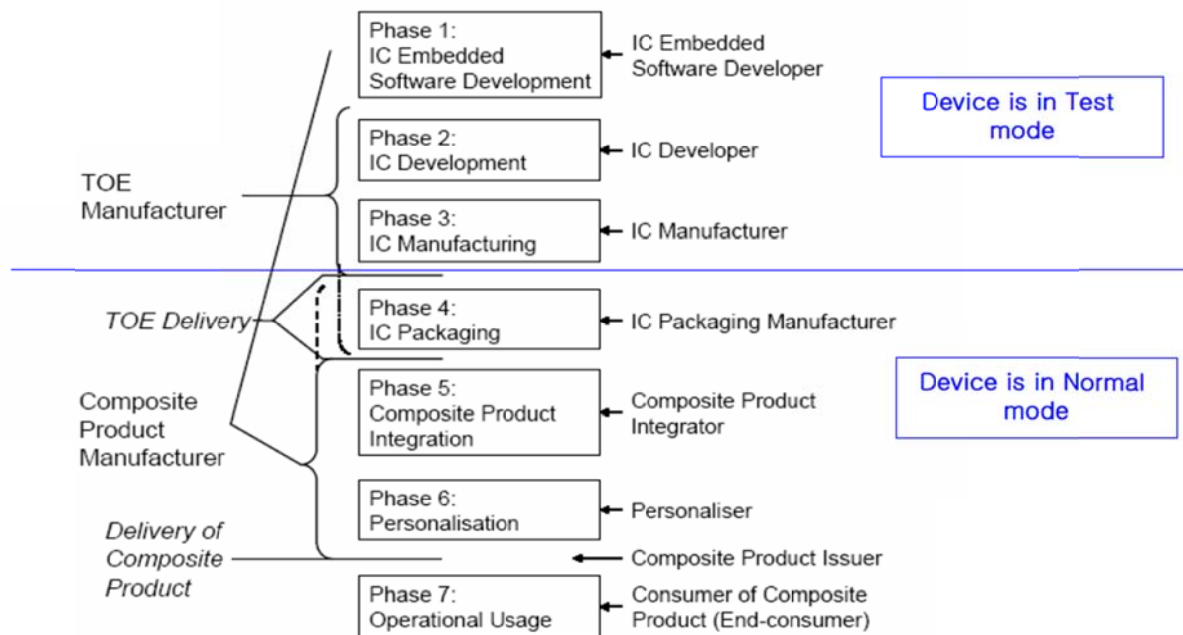 Phase 1:
IC Embedded
Software Development
IC Embedded
Software Developer
Device is in Test
mode
Phase 2:
IC Development
IC Developer
TOE
Manufacturer
Phase 3:
IC Manufacturing
IC Manufacturer
TOE Delivery
Phase 4:
IC Packaging
IC Packaging Manufacturer
Device is in Normal
mode
Composite
Product
Manufacturer
Phase 5:
Composite Product
Integration
Composite Product
Integrator
Phase 6:
Personalisation
Personaliser
Delivery of
Composite
Product
Composite Product Issuer
Phase 7:
Operational Usage
Consumer of Composite
Product (End-consumer)